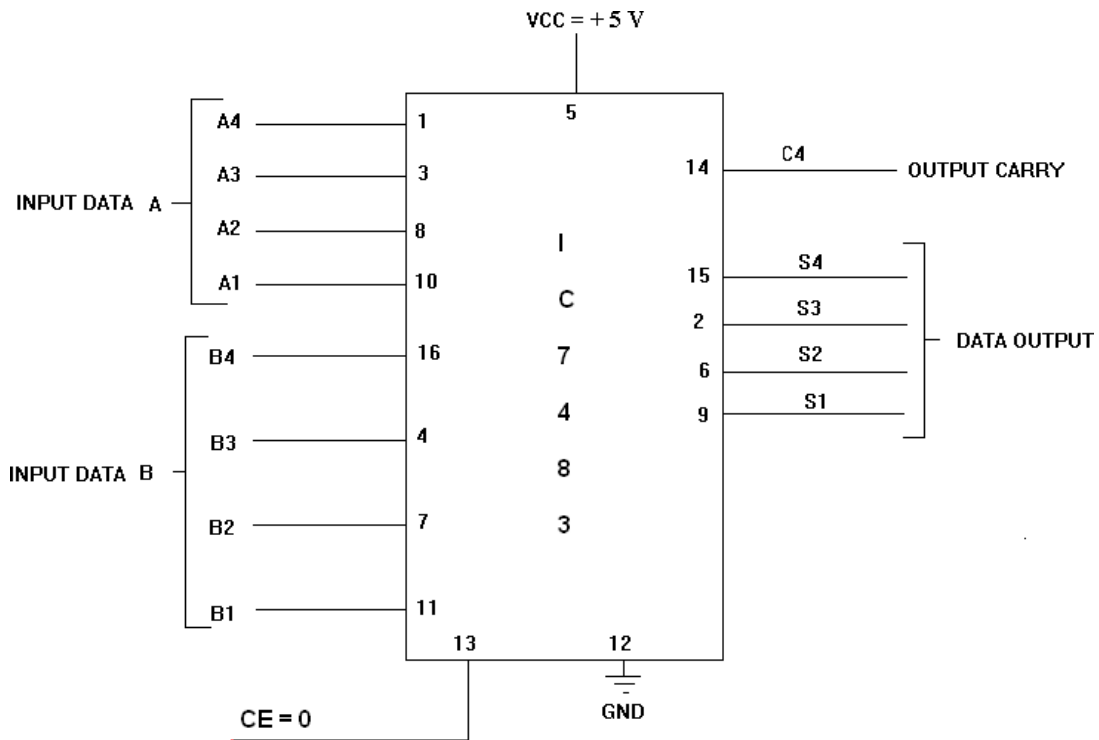 VCC = + 5 V
5
A4
1
14
C4
OUTPUT CARRY
A3
3
INPUT DATA A
A2
8
A1
10
I
C
7
4
8
3
15
S4
2
S3
6
S2
9
S1
DATA OUTPUT
B4
16
B3
4
INPUT DATA B
B2
7
B1
11
13
12
CE = 0
GND